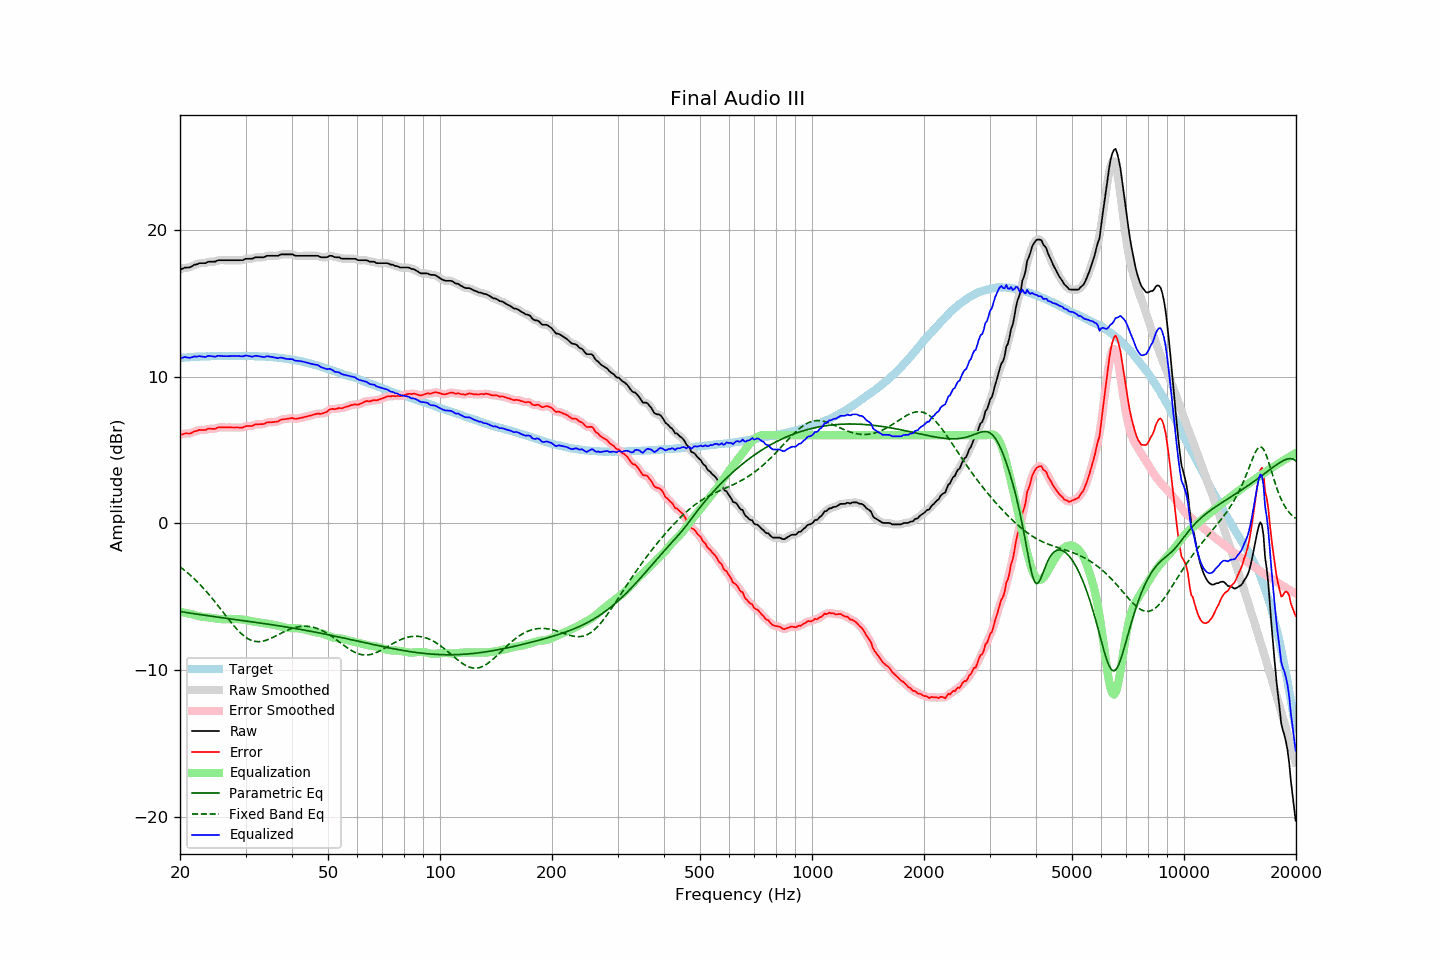 Final Audio III
Amplitude (dBr)
20
10
0
−10
−20
Target
Raw Smoothed
Error Smoothed
Raw
Error
Equalization
Parametric Eq
Fixed Band Eq
Equalized
20 50 100 200 500 1000 2000 5000 10000 20000
Frequency (Hz)